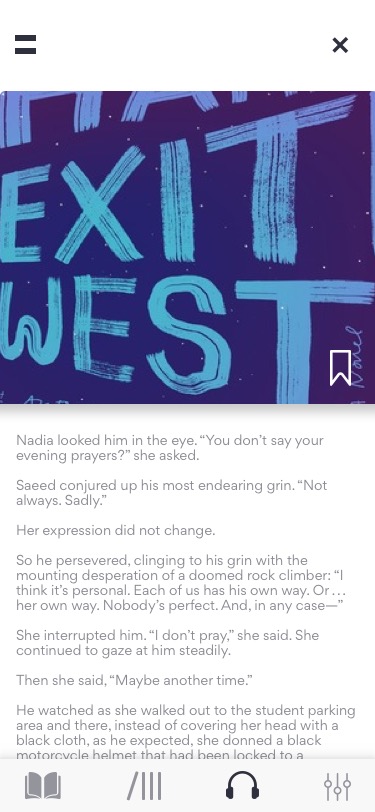 EXIT
WEST
Novel
Nadia looked him in the eye. “You don’t say your
evening prayers?” she asked.
Saeed conjured up his most endearing grin. “Not
always. Sadly.”
Her expression did not change.
So he persevered, clinging to his grin with the
mounting desperation of a doomed rock climber: “I
think it’s personal. Each of us has his own way. Or . . .
her own way. Nobody’s perfect. And, in any case—”
She interrupted him. “I don’t pray,” she said. She
continued to gaze at him steadily.
Then she said, “Maybe another time.”
He watched as she walked out to the student parking
area and there, instead of covering her head with a
black cloth, as he expected, she donned a black
motorcycle helmet that had been locked to a